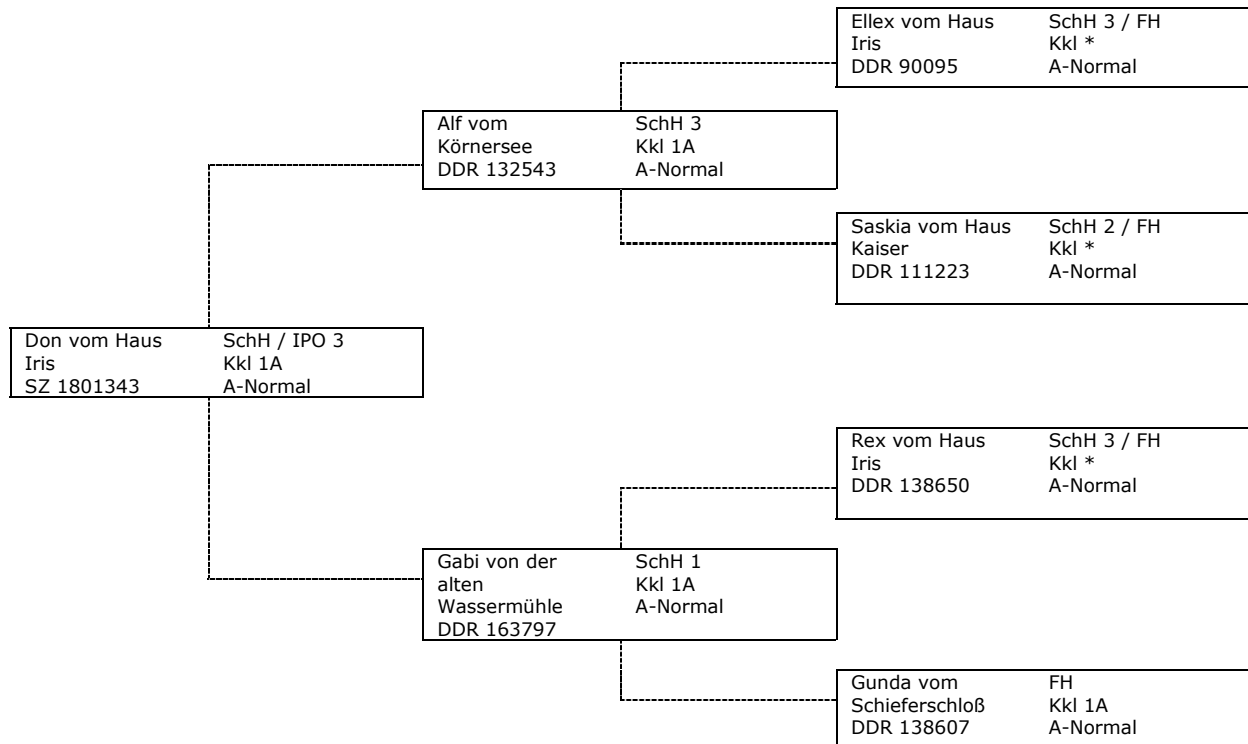 Ellex vom Haus SchH 3 / FH
Iris Kkl *
DDR 90095 A-Normal
Alf vom SchH 3
Körnersee Kkl 1A
DDR 132543 A-Normal
Saskia vom Haus SchH 2 / FH
Kaiser Kkl *
DDR 111223 A-Normal
Don vom Haus SchH / IPO 3
Iris Kkl 1A
SZ 1801343 A-Normal
Rex vom Haus SchH 3 / FH
Iris Kkl *
DDR 138650 A-Normal
Gabi von der SchH 1
alten Kkl 1A
Wassermühle A-Normal
DDR 163797
Gunda vom FH
Schieferschloß Kkl 1A
DDR 138607 A-Normal